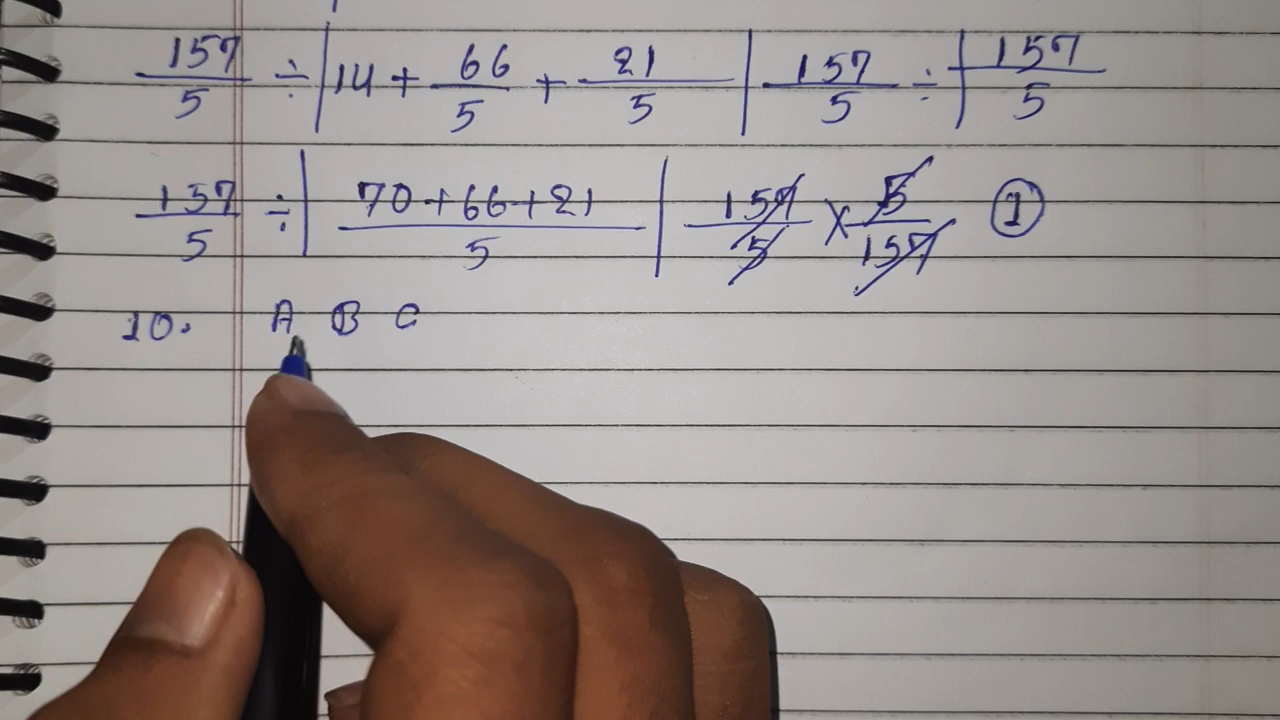 157/5 ÷ |14 + 66/5 + 21/5 | 157/5 ÷ | 157/5
157/5 ÷ | 70+66+21/5 | 157/5 × 5/157 1
10. A B C